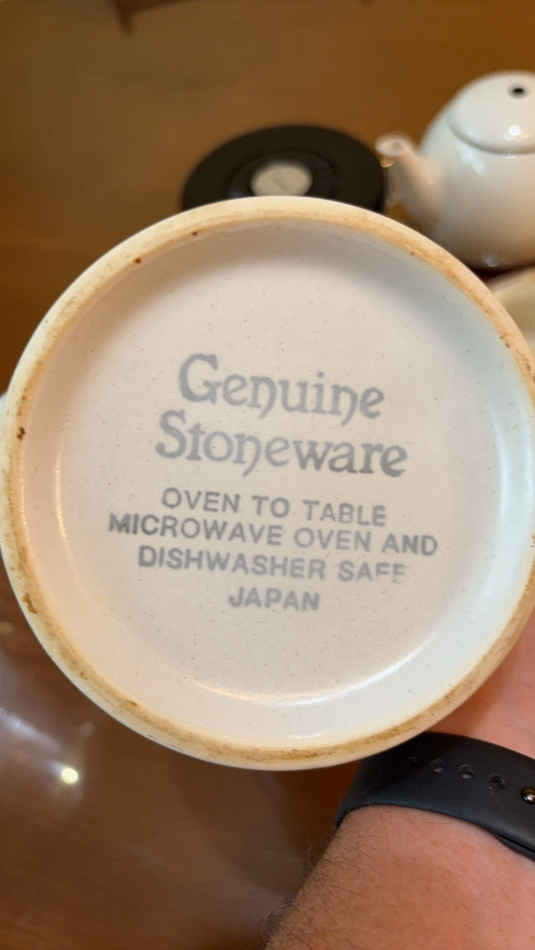 Genuine
Stoneware
OVEN TO TABLE
MICROWAVE OVEN AND
DISHWASHER SAFE
JAPAN